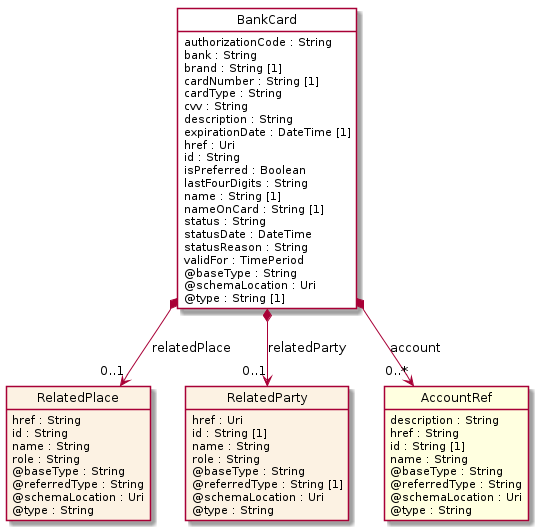 BankCard
authorizationCode : String
bank : String
brand : String [1]
cardNumber : String [1]
cardType : String
cvv : String
description : String
expirationDate : DateTime [1]
href : Uri
id : String
isPreferred : Boolean
lastFourDigits : String
name : String [1]
nameOnCard : String [1]
status : String
statusDate : DateTime
statusReason : String
validFor : TimePeriod
@baseType : String
@schemaLocation : Uri
@type : String [1]
relatedPlace
0..1
relatedParty
0..1
account
0..*
RelatedPlace
href : String
id : String
name : String
role : String
@baseType : String
@referredType : String
@schemaLocation : Uri
@type : String
RelatedParty
href : Uri
id : String [1]
name : String
role : String
@baseType : String
@referredType : String [1]
@schemaLocation : Uri
@type : String
AccountRef
description : String
href : String
id : String [1]
name : String
@baseType : String
@referredType : String
@schemaLocation : Uri
@type : String